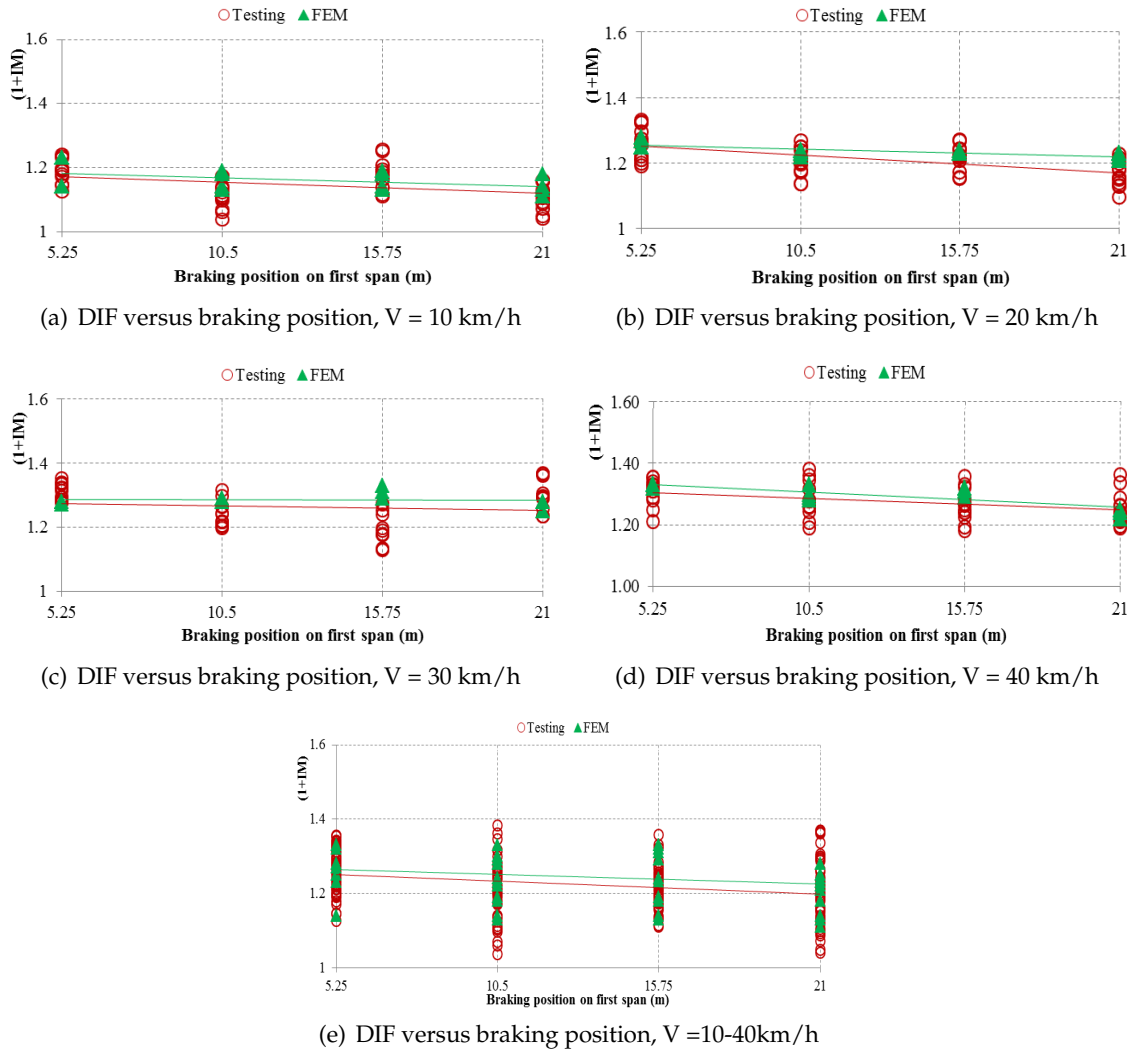 Testing FEM
1.6
1.4
1.2
1
(1+IM)
5.25 10.5 15.75 21
Braking position on first span (m)
(a) DIF versus braking position, V = 10 km/h
Testing FEM
1.6
1.4
1.2
1
(1+IM)
5.25 10.5 15.75 21
Braking position on first span (m)
(b) DIF versus braking position, V = 20 km/h
Testing FEM
1.6
1.4
1.2
1
(1+IM)
5.25 10.5 15.75 21
Braking position on first span (m)
(c) DIF versus braking position, V = 30 km/h
Testing FEM
1.60
1.40
1.20
1.00
(1+IM)
5.25 10.5 15.75 21
Braking position on first span (m)
(d) DIF versus braking position, V = 40 km/h
Testing FEM
1.6
1.4
1.2
1
(1+IM)
5.25 10.5 15.75 21
Braking position on first span (m)
(e) DIF versus braking position, V =10-40km/h